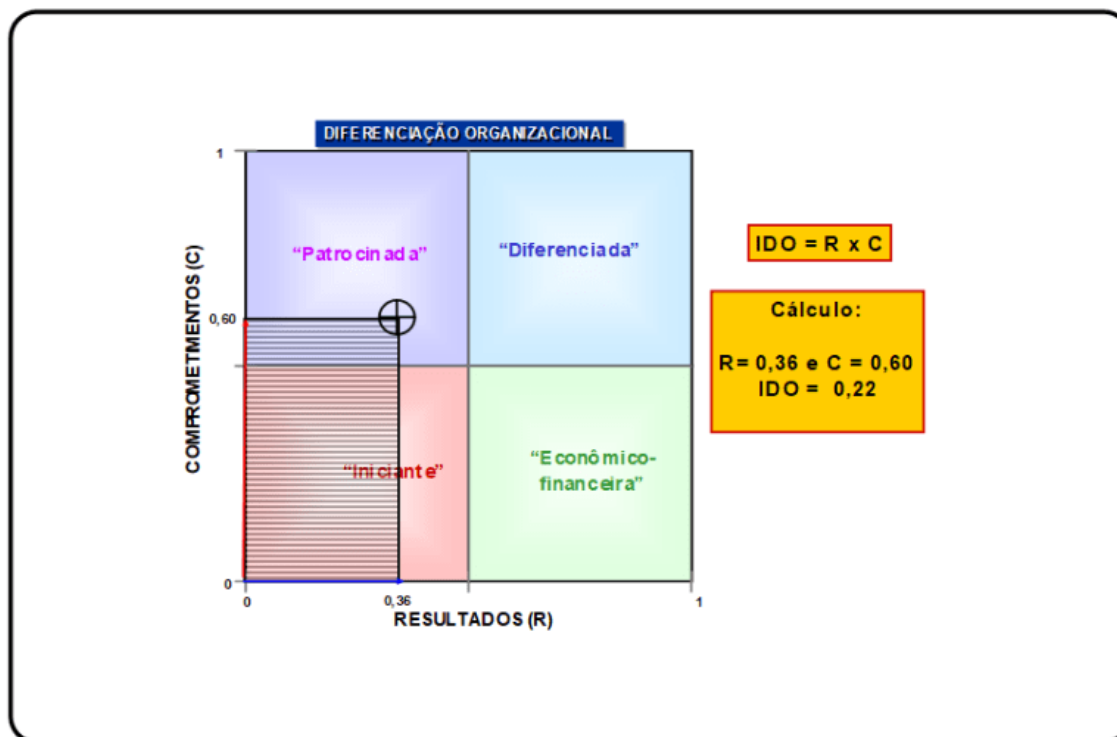 DIFERENCIAÇÃO ORGANIZACIONAL
1
“Patrocinada”
“Diferenciada”
IDO = R x C
COMPROMETMENTOS (C)
0,60
Cálculo:
R= 0,36 e C = 0,60
IDO = 0,22
“Iniciante”
“Econômico-
financeira”
0
0
0,36
1
RESULTADOS (R)